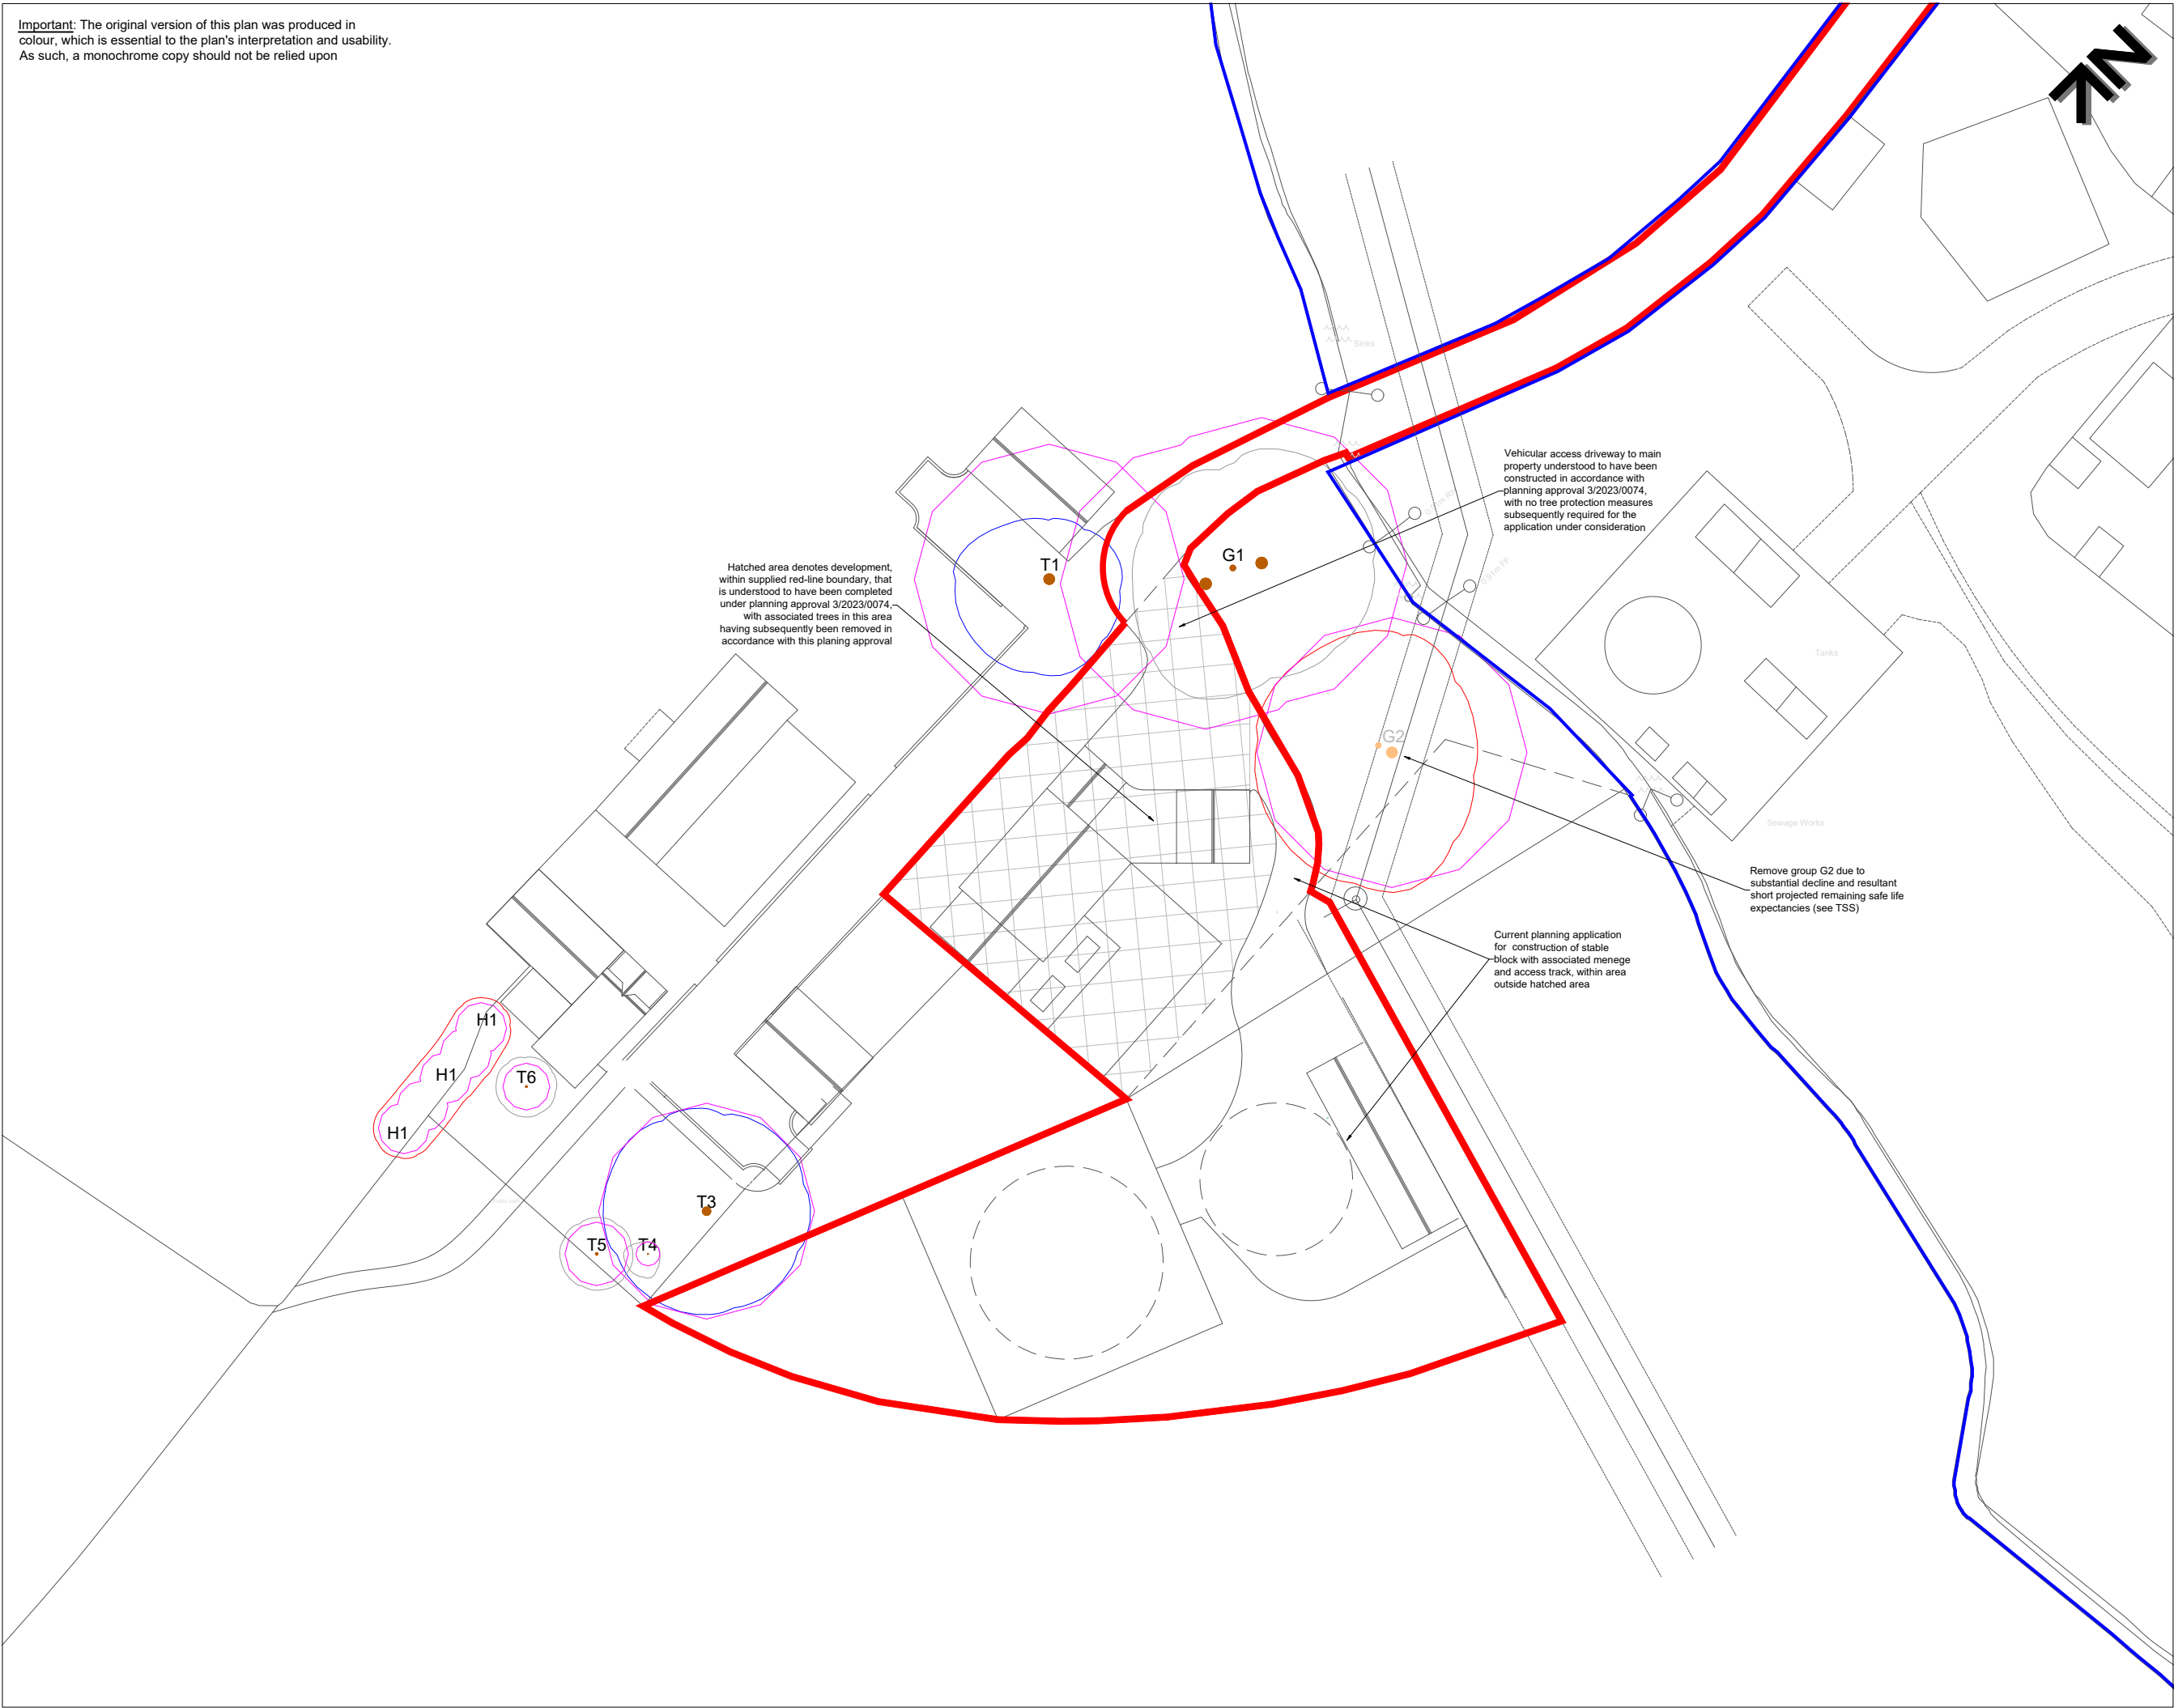 Important: The original version of this plan was produced in
colour, which is essential to the plan's interpretation and usability.
As such, a monochrome copy should not be relied upon
N
Sinks
Vehicular access driveway to main
property understood to have been
constructed in accordance with
planning approval 3/2023/0074,
with no tree protection measures
subsequently required for the
application under consideration
G1
T1
Hatched area denotes development,
within supplied red-line boundary, that
is understood to have been completed
under planning approval 3/2023/0074,
with associated trees in this area
having subsequently been removed in
accordance with this planing approval
0.91m FF
Tanks
G2
Sewage Works
Remove group G2 due to
substantial decline and resultant
short projected remaining safe life
expectancies (see TSS)
Current planning application
for construction of stable
block with associated menege
and access track, within area
outside hatched area
H1
H1
T6
H1
T3
T5
T4